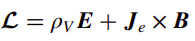 𝓛 = ρ_V 𝑬 + 𝑱_e × 𝑩